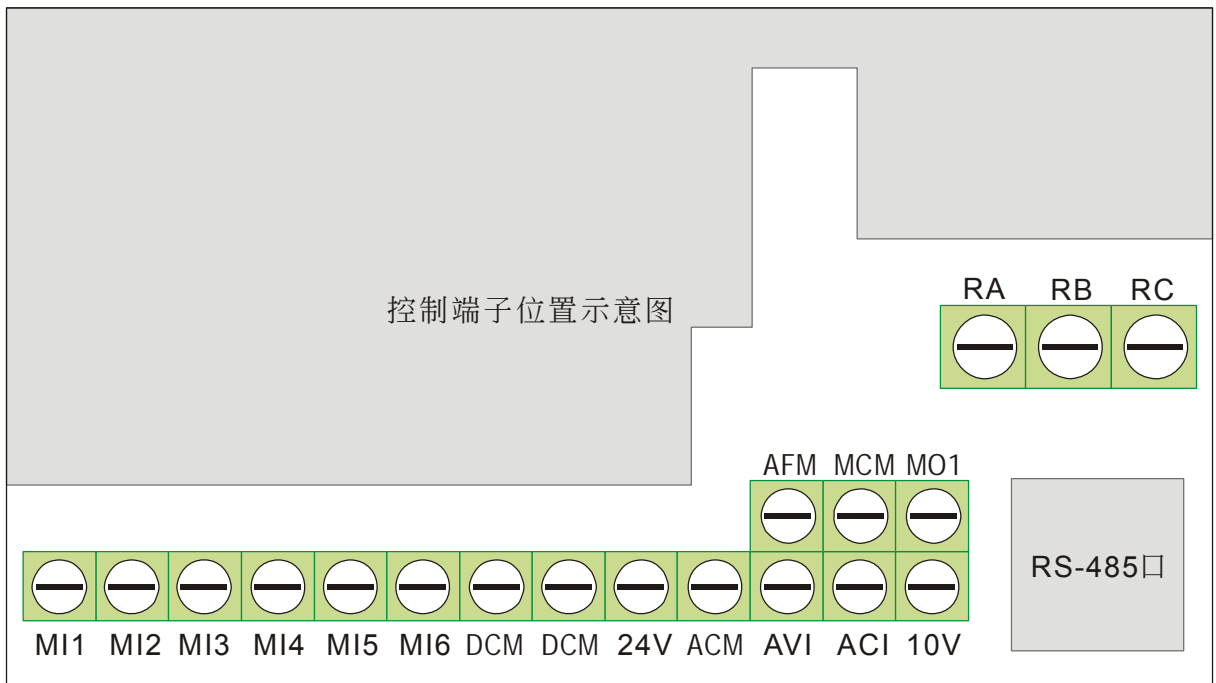 控制端子位置示意图
RA RB RC
AFM MCM MO1
RS-485口
MI1 MI2 MI3 MI4 MI5 MI6 DCM DCM 24V ACM AVI ACI 10V